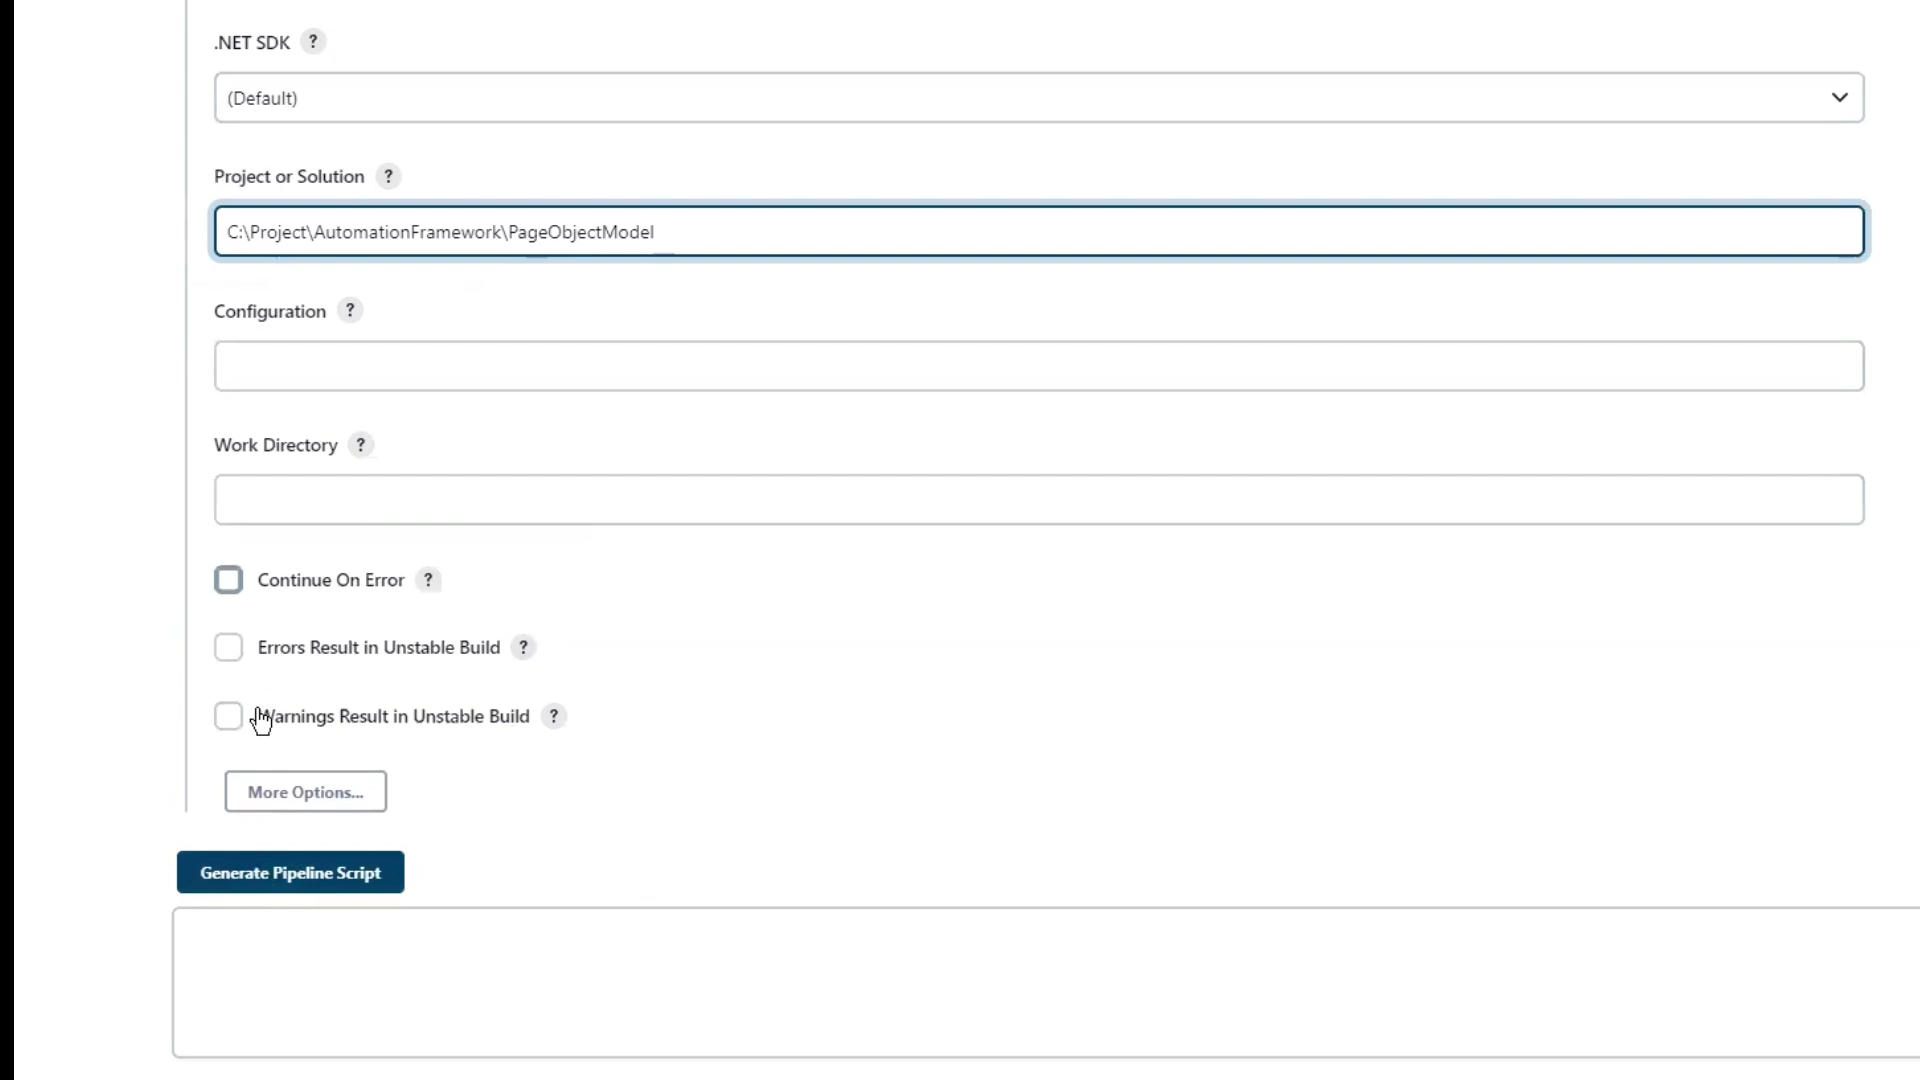 .NET SDK ?
(Default)
Project or Solution ?
C:\Project\AutomationFramework\PageObjectModel
Configuration ?
Work Directory ?
Continue On Error ?
Errors Result in Unstable Build ?
Warnings Result in Unstable Build ?
More Options...
Generate Pipeline Script